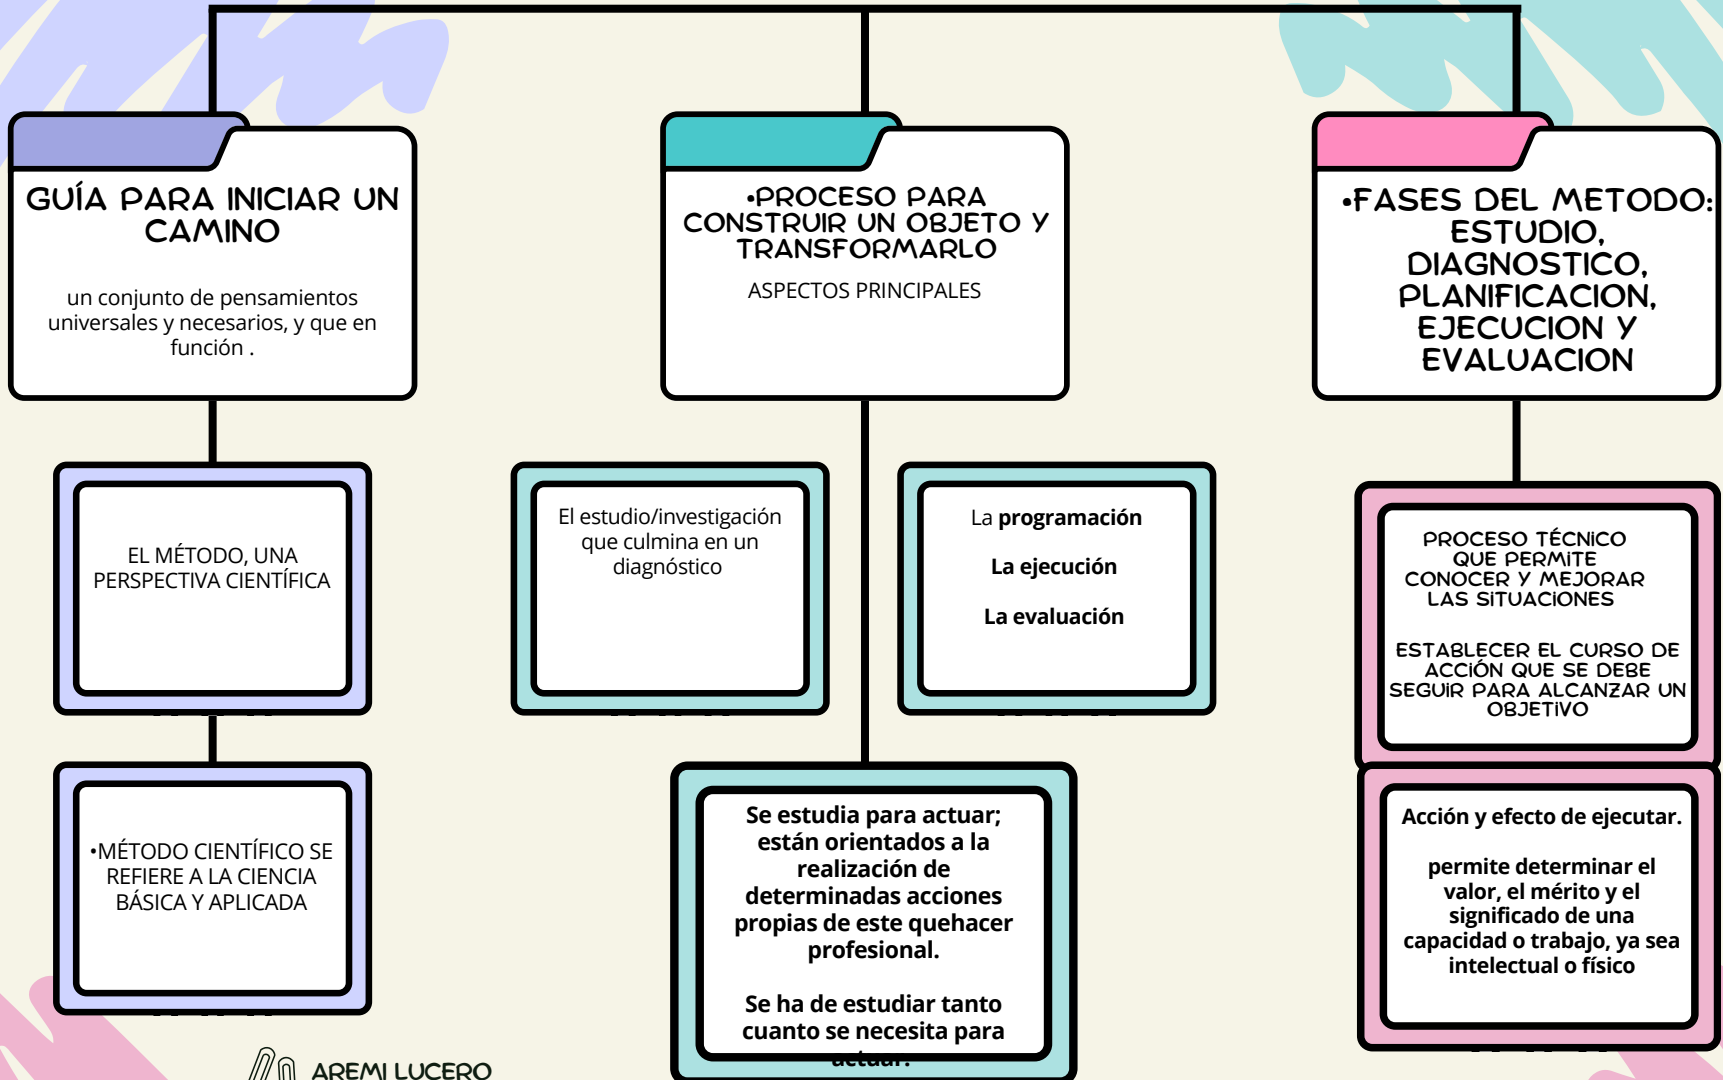 GUÍA PARA INICIAR UN
CAMINO
un conjunto de pensamientos
universales y necesarios, y que en
función .
•PROCESO PARA
CONSTRUIR UN OBJETO Y
TRANSFORMARLO
ASPECTOS PRINCIPALES
•FASES DEL METODO:
ESTUDIO,
DIAGNOSTICO,
PLANIFICACION,
EJECUCION Y
EVALUACION
EL MÉTODO, UNA
PERSPECTIVA CIENTÍFICA
El estudio/investigación
que culmina en un
diagnóstico
La programación
La ejecución
La evaluación
PROCESO TÉCNiCO
QUE PERMiTE
CONOCER Y MEJORAR
LAS SiTUACiONES
ESTABLECER EL CURSO DE
ACCiÓN QUE SE DEBE
SEGUiR PARA ALCANZAR UN
OBJETiVO
•MÉTODO CIENTÍFICO SE
REFIERE A LA CIENCIA
BÁSICA Y APLICADA
Se estudia para actuar;
están orientados a la
realización de
determinadas acciones
propias de este quehacer
profesional.
Se ha de estudiar tanto
cuanto se necesita para
actuar.
Acción y efecto de ejecutar.
permite determinar el
valor, el mérito y el
significado de una
capacidad o trabajo, ya sea
intelectual o físico
AREMI LUCERO